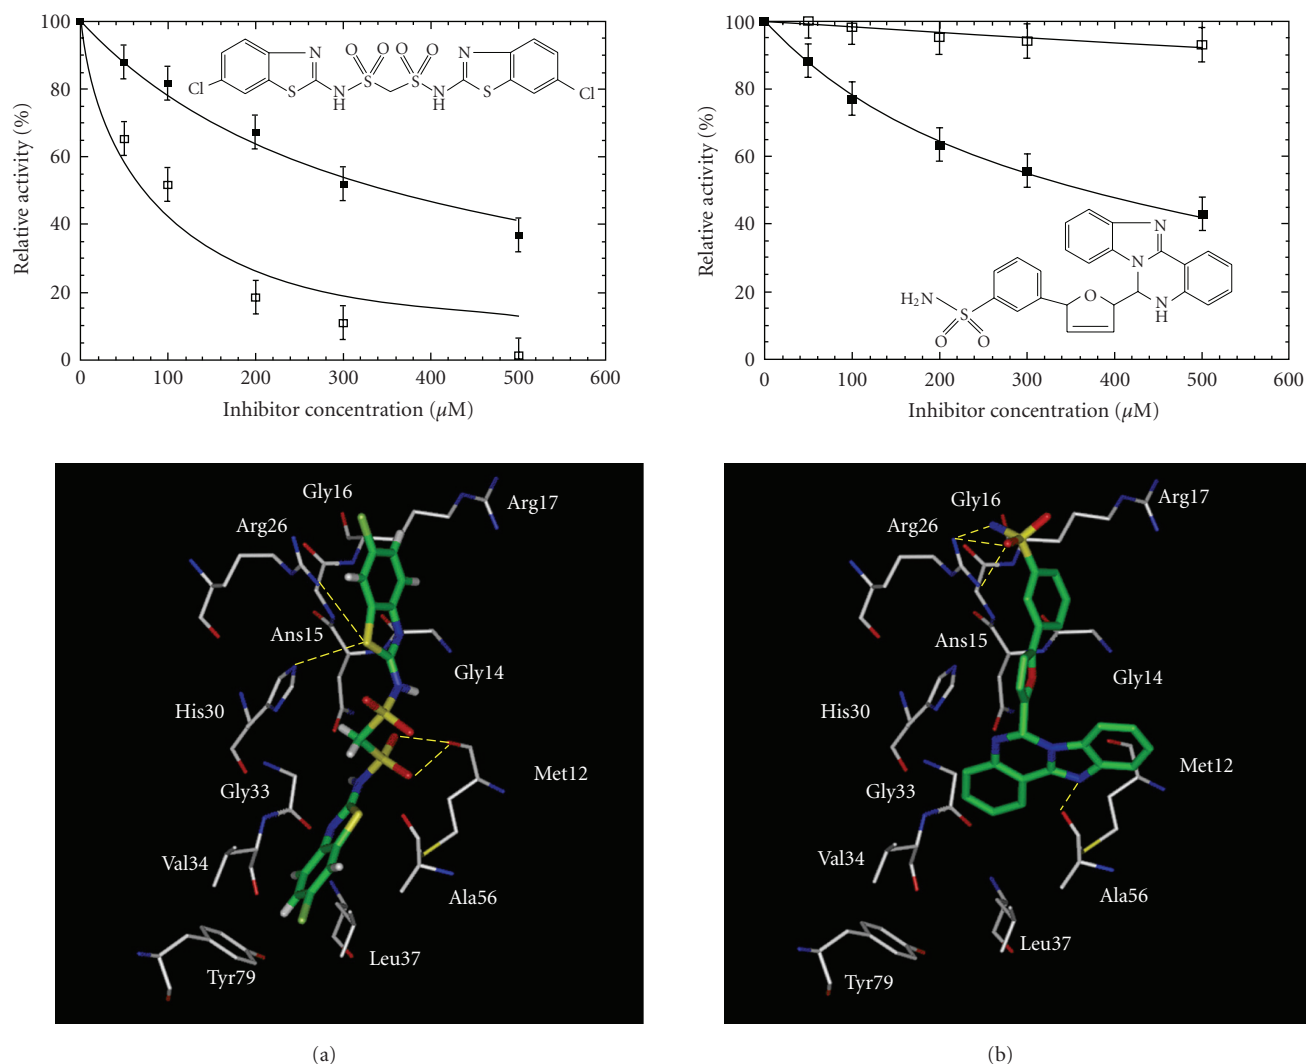 100
80
60
40
20
0
Relative activity (%)
0 100 200 300 400 500 600
Inhibitor concentration (µM)
N
O O O O
N
Cl
S
N
H
S
S
N
H
S
Cl
100
80
60
40
20
0
Relative activity (%)
0 100 200 300 400 500 600
Inhibitor concentration (µM)
N
N
H₂N
O
S
N
H
O O
Gly16
Arg17
Arg26
Ans15
Gly14
His30
Met12
Gly33
Val34
Ala56
Leu37
Tyr79
(a)
Gly16
Arg17
Arg26
Ans15
Gly14
His30
Met12
Gly33
Val34
Ala56
Leu37
Tyr79
(b)